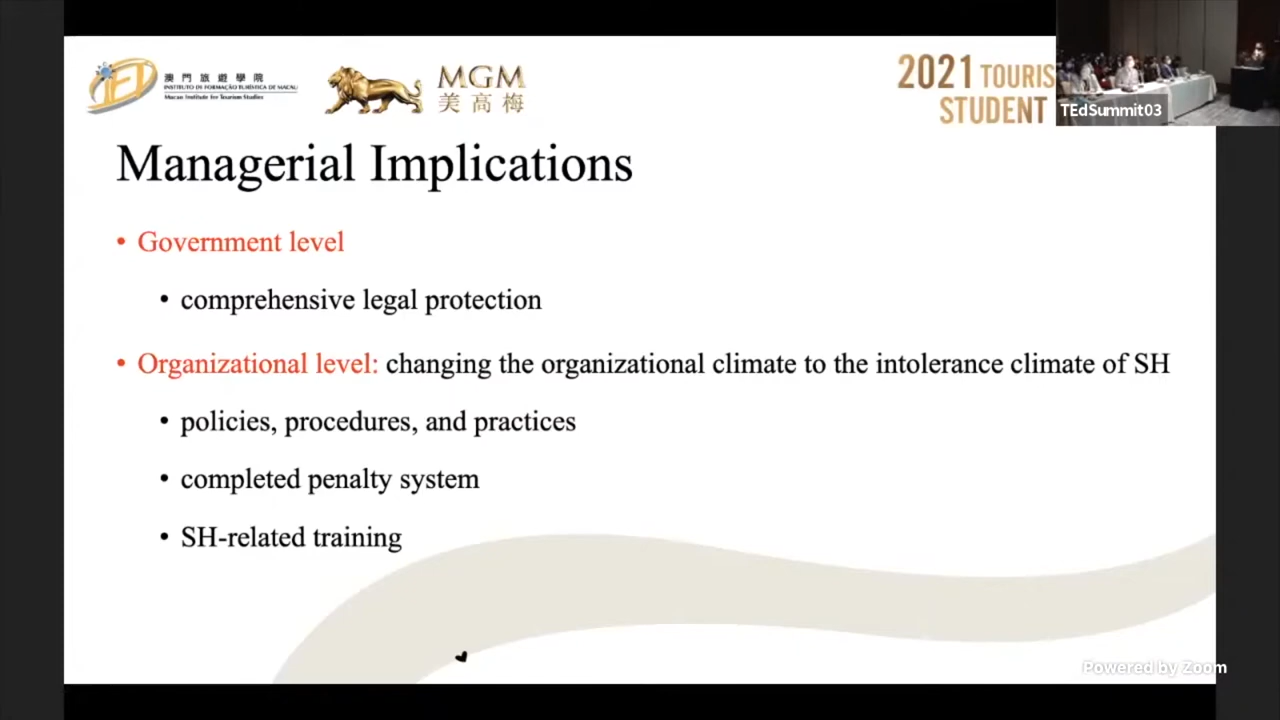 澳門旅遊學院
INSTITUTO DE FORMAÇÃO TURÍSTICA DE MACAU
Macao Institute for Tourism Studies
MGM
美高梅
2021 TOURIS
STUDENT
TEdSummit03
Managerial Implications
• Government level
• comprehensive legal protection
• Organizational level: changing the organizational climate to the intolerance climate of SH
• policies, procedures, and practices
• completed penalty system
• SH-related training
Powered by Zoom